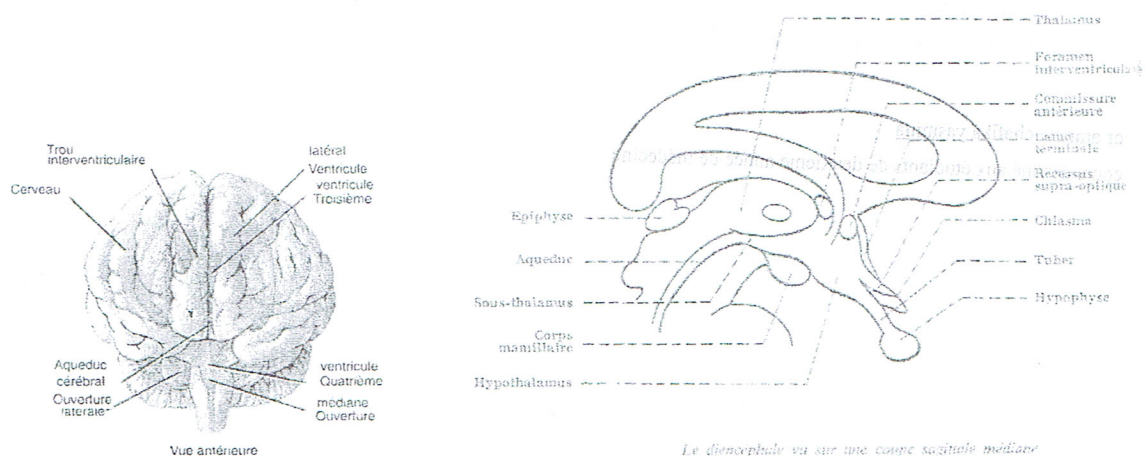 Trou
interventriculaire
Cerveau
latéral
Ventricule
ventricule
Troisième
Aqueduc
cérébral
Ouverture
latérale
ventricule
Quatrième
médiane
Ouverture
Vue antérieure
Thalamus
Foramen
interventriculaire
Commissure
antérieure
Lame
terminale
Recessus
supra-optique
Chiasma
Tuber
Hypophyse
Epiphyse
Aqueduc
Sous-thalamus
Corps
mamillaire
Hypothalamus
Le diencephale vu sur une coupe sagittale médiane